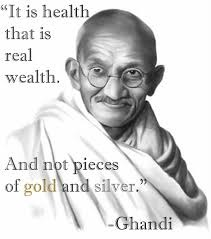 “It is health
that is
real
wealth.
And not pieces
of gold and silver.”
-Ghandi